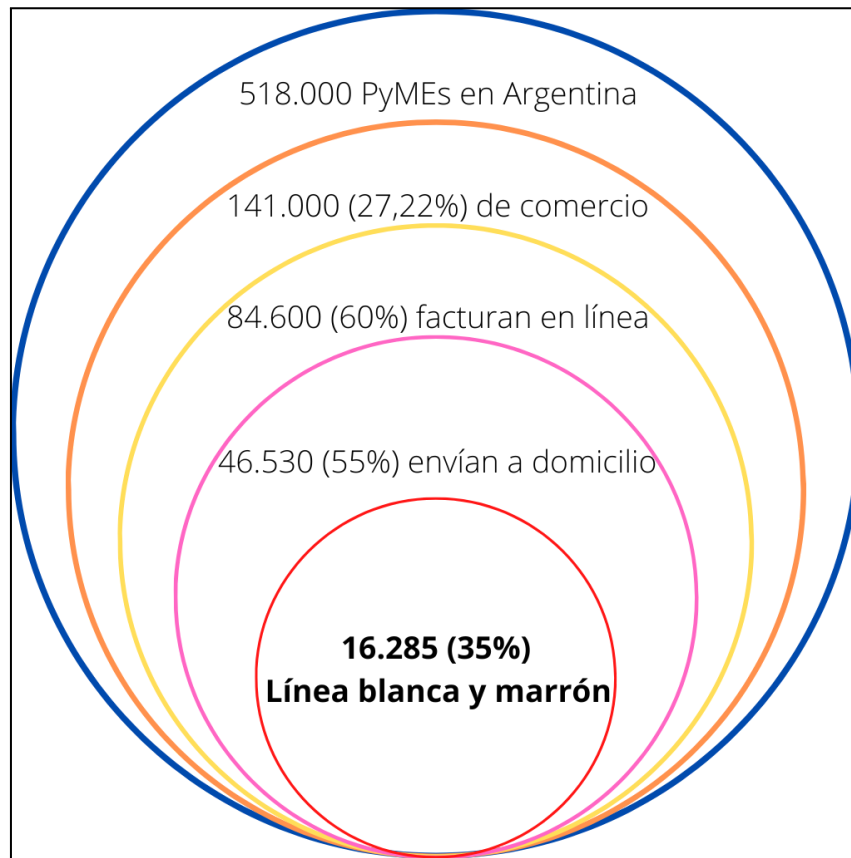 518.000 PyMEs en Argentina
141.000 (27,22%) de comercio
84.600 (60%) facturan en línea
46.530 (55%) envían a domicilio
16.285 (35%)
Línea blanca y marrón